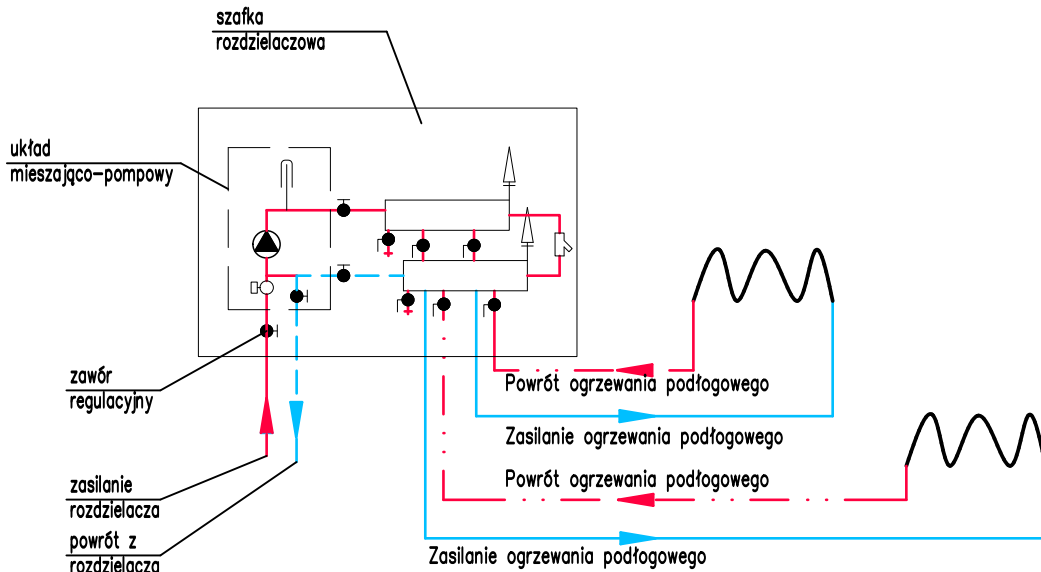 szafka
rozdzielaczowa
układ
mieszająco-pompowy
zawór
regulacyjny
Powrót ogrzewania podłogowego
Zasilanie ogrzewania podłogowego
zasilanie
rozdzielacza
Powrót ogrzewania podłogowego
powrót z
rozdzielacza
Zasilanie ogrzewania podłogowego